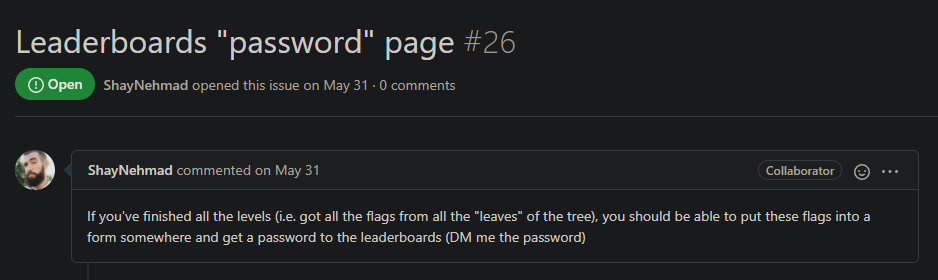 Leaderboards "password" page #26
Open ShayNehmad opened this issue on May 31 · 0 comments
ShayNehmad commented on May 31 Collaborator
If you've finished all the levels (i.e. got all the flags from all the "leaves" of the tree), you should be able to put these flags into a
form somewhere and get a password to the leaderboards (DM me the password)